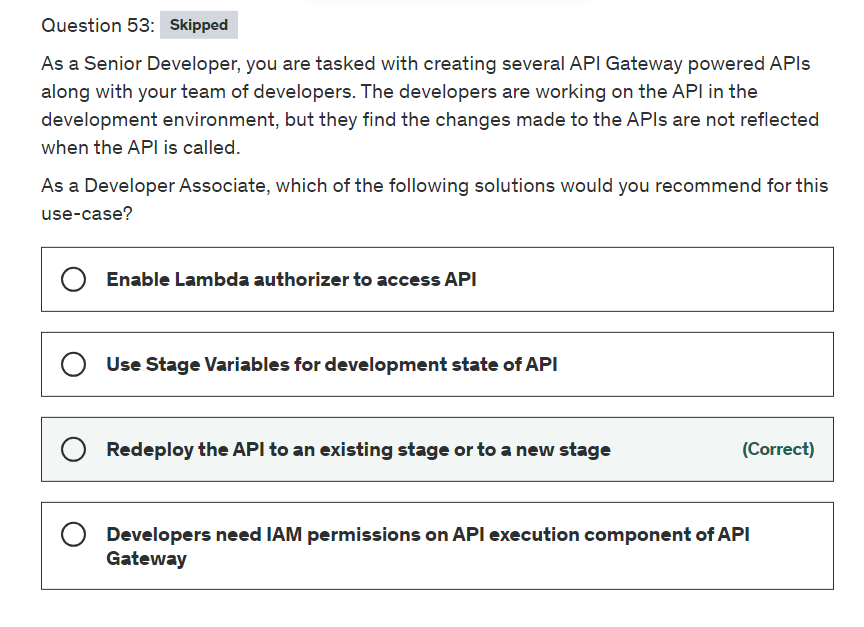 Question 53: Skipped
As a Senior Developer, you are tasked with creating several API Gateway powered APIs
along with your team of developers. The developers are working on the API in the
development environment, but they find the changes made to the APIs are not reflected
when the API is called.
As a Developer Associate, which of the following solutions would you recommend for this
use-case?
Enable Lambda authorizer to access API
Use Stage Variables for development state of API
Redeploy the API to an existing stage or to a new stage (Correct)
Developers need IAM permissions on API execution component of API
Gateway